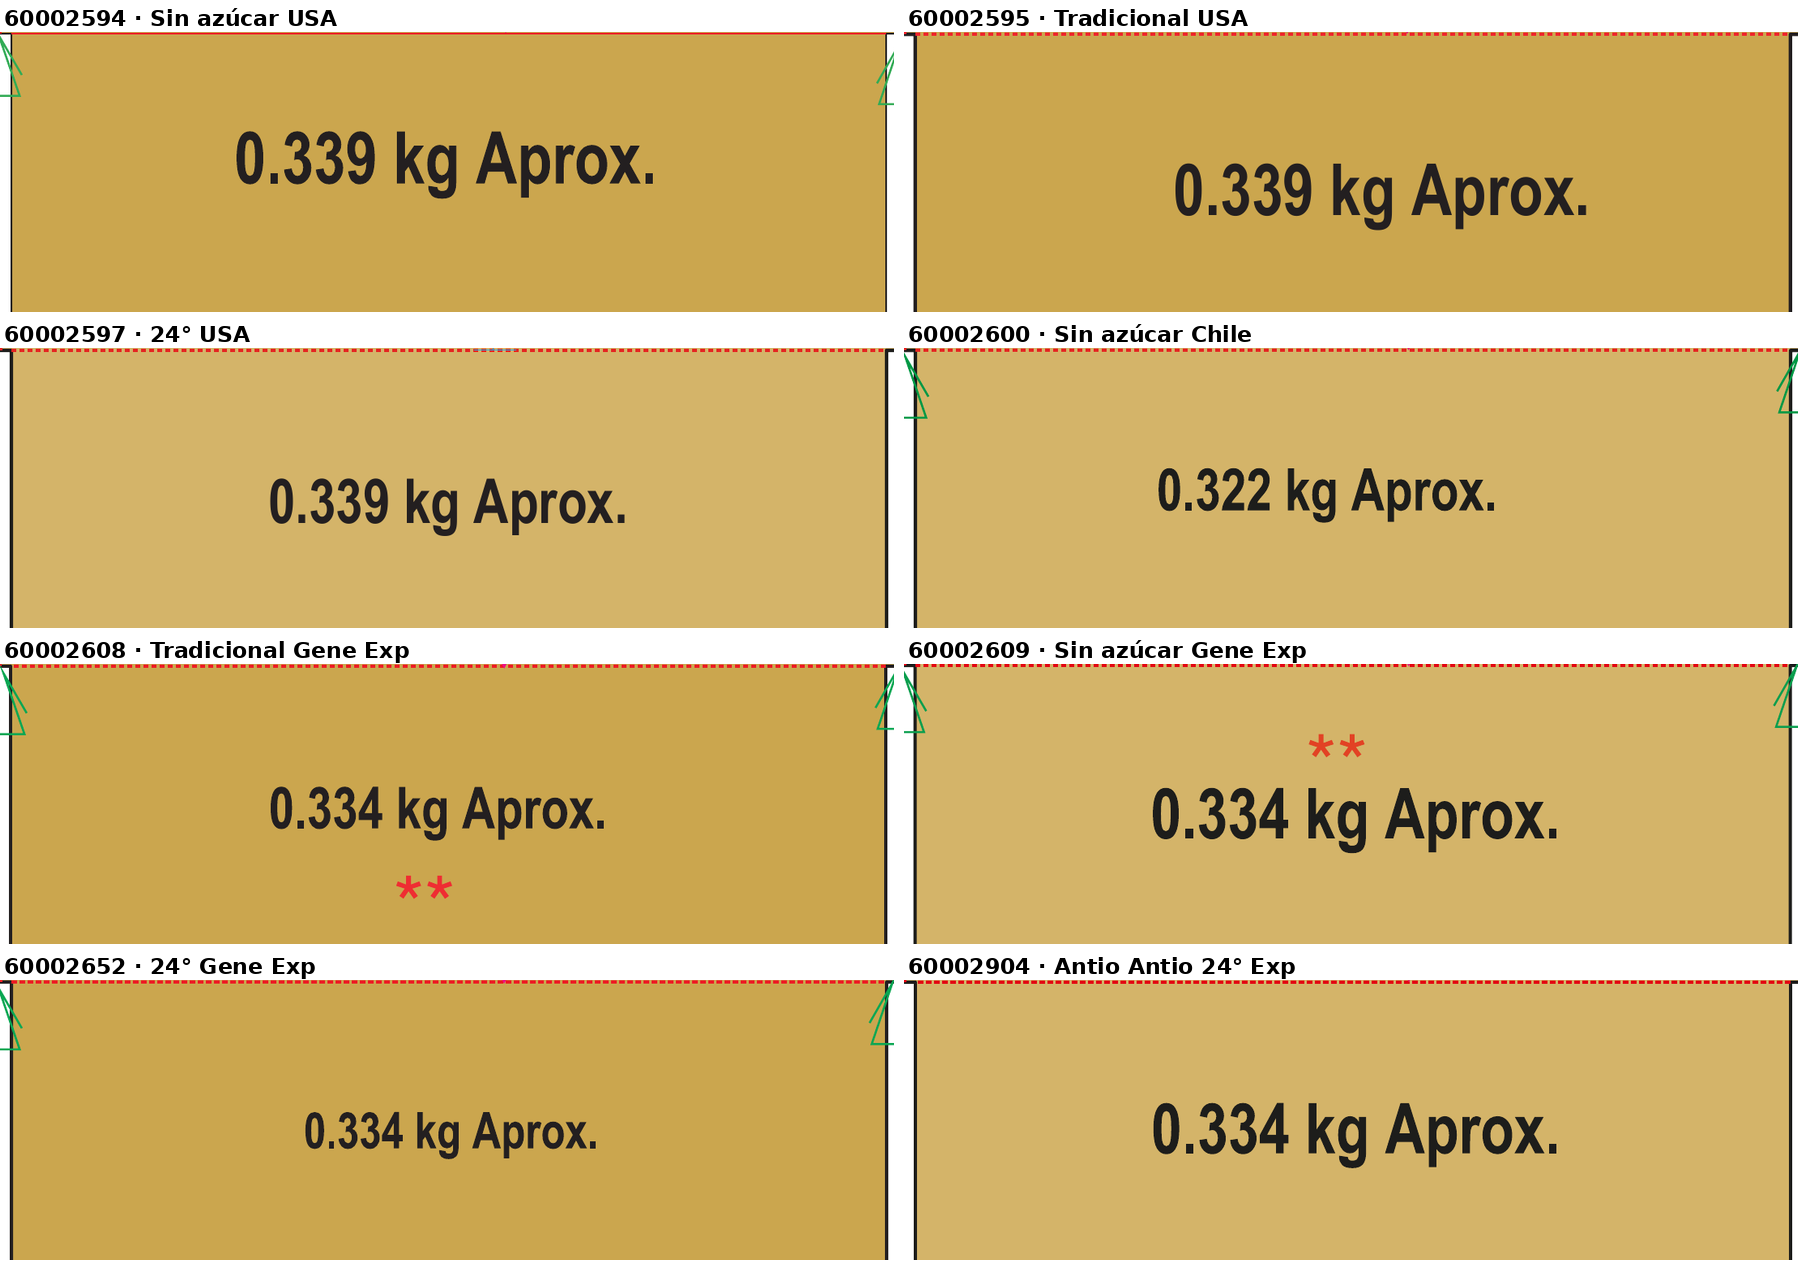 60002594 · Sin azúcar USA
0.339 kg Aprox.
60002595 · Tradicional USA
0.339 kg Aprox.
60002597 · 24° USA
0.339 kg Aprox.
60002600 · Sin azúcar Chile
0.322 kg Aprox.
60002608 · Tradicional Gene Exp
0.334 kg Aprox.
**
60002609 · Sin azúcar Gene Exp
**
0.334 kg Aprox.
60002652 · 24° Gene Exp
0.334 kg Aprox.
60002904 · Antio Antio 24° Exp
0.334 kg Aprox.